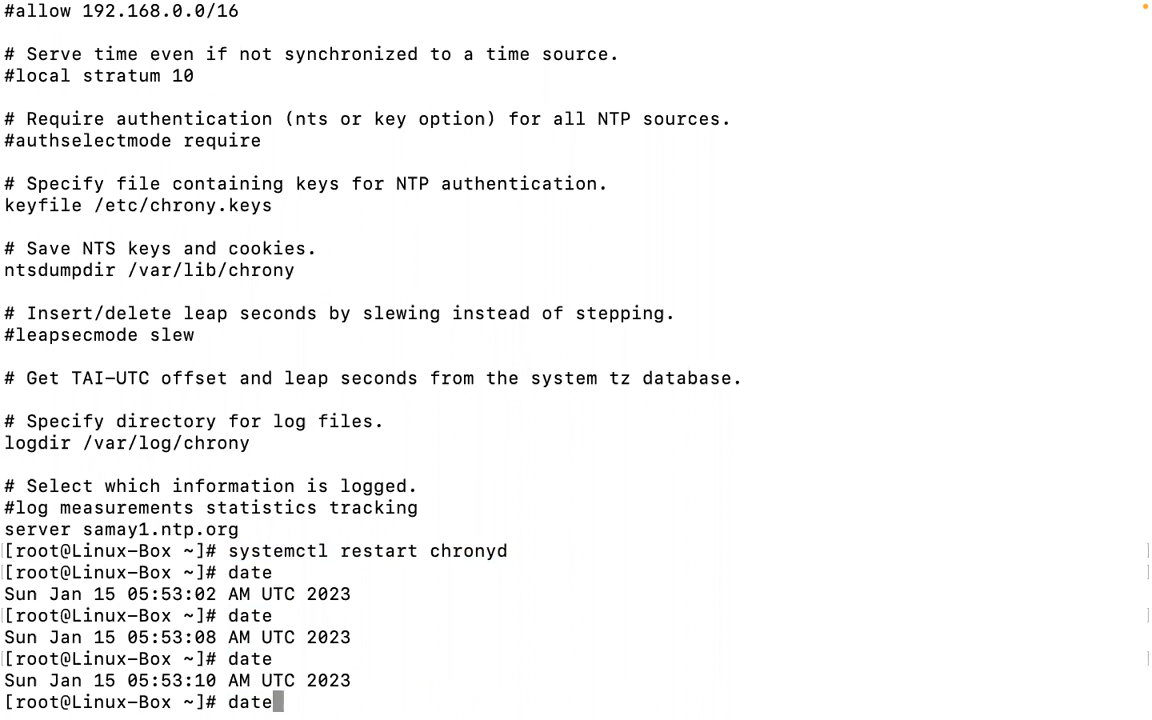 #allow 192.168.0.0/16
# Serve time even if not synchronized to a time source.
#local stratum 10
# Require authentication (nts or key option) for all NTP sources.
#authselectmode require
# Specify file containing keys for NTP authentication.
keyfile /etc/chrony.keys
# Save NTS keys and cookies.
ntsdumpdir /var/lib/chrony
# Insert/delete leap seconds by slewing instead of stepping.
#leapsecmode slew
# Get TAI-UTC offset and leap seconds from the system tz database.
# Specify directory for log files.
logdir /var/log/chrony
# Select which information is logged.
#log measurements statistics tracking
server samay1.ntp.org
[root@Linux-Box ~]# systemctl restart chronyd
[root@Linux-Box ~]# date
Sun Jan 15 05:53:02 AM UTC 2023
[root@Linux-Box ~]# date
Sun Jan 15 05:53:08 AM UTC 2023
[root@Linux-Box ~]# date
Sun Jan 15 05:53:10 AM UTC 2023
[root@Linux-Box ~]# date